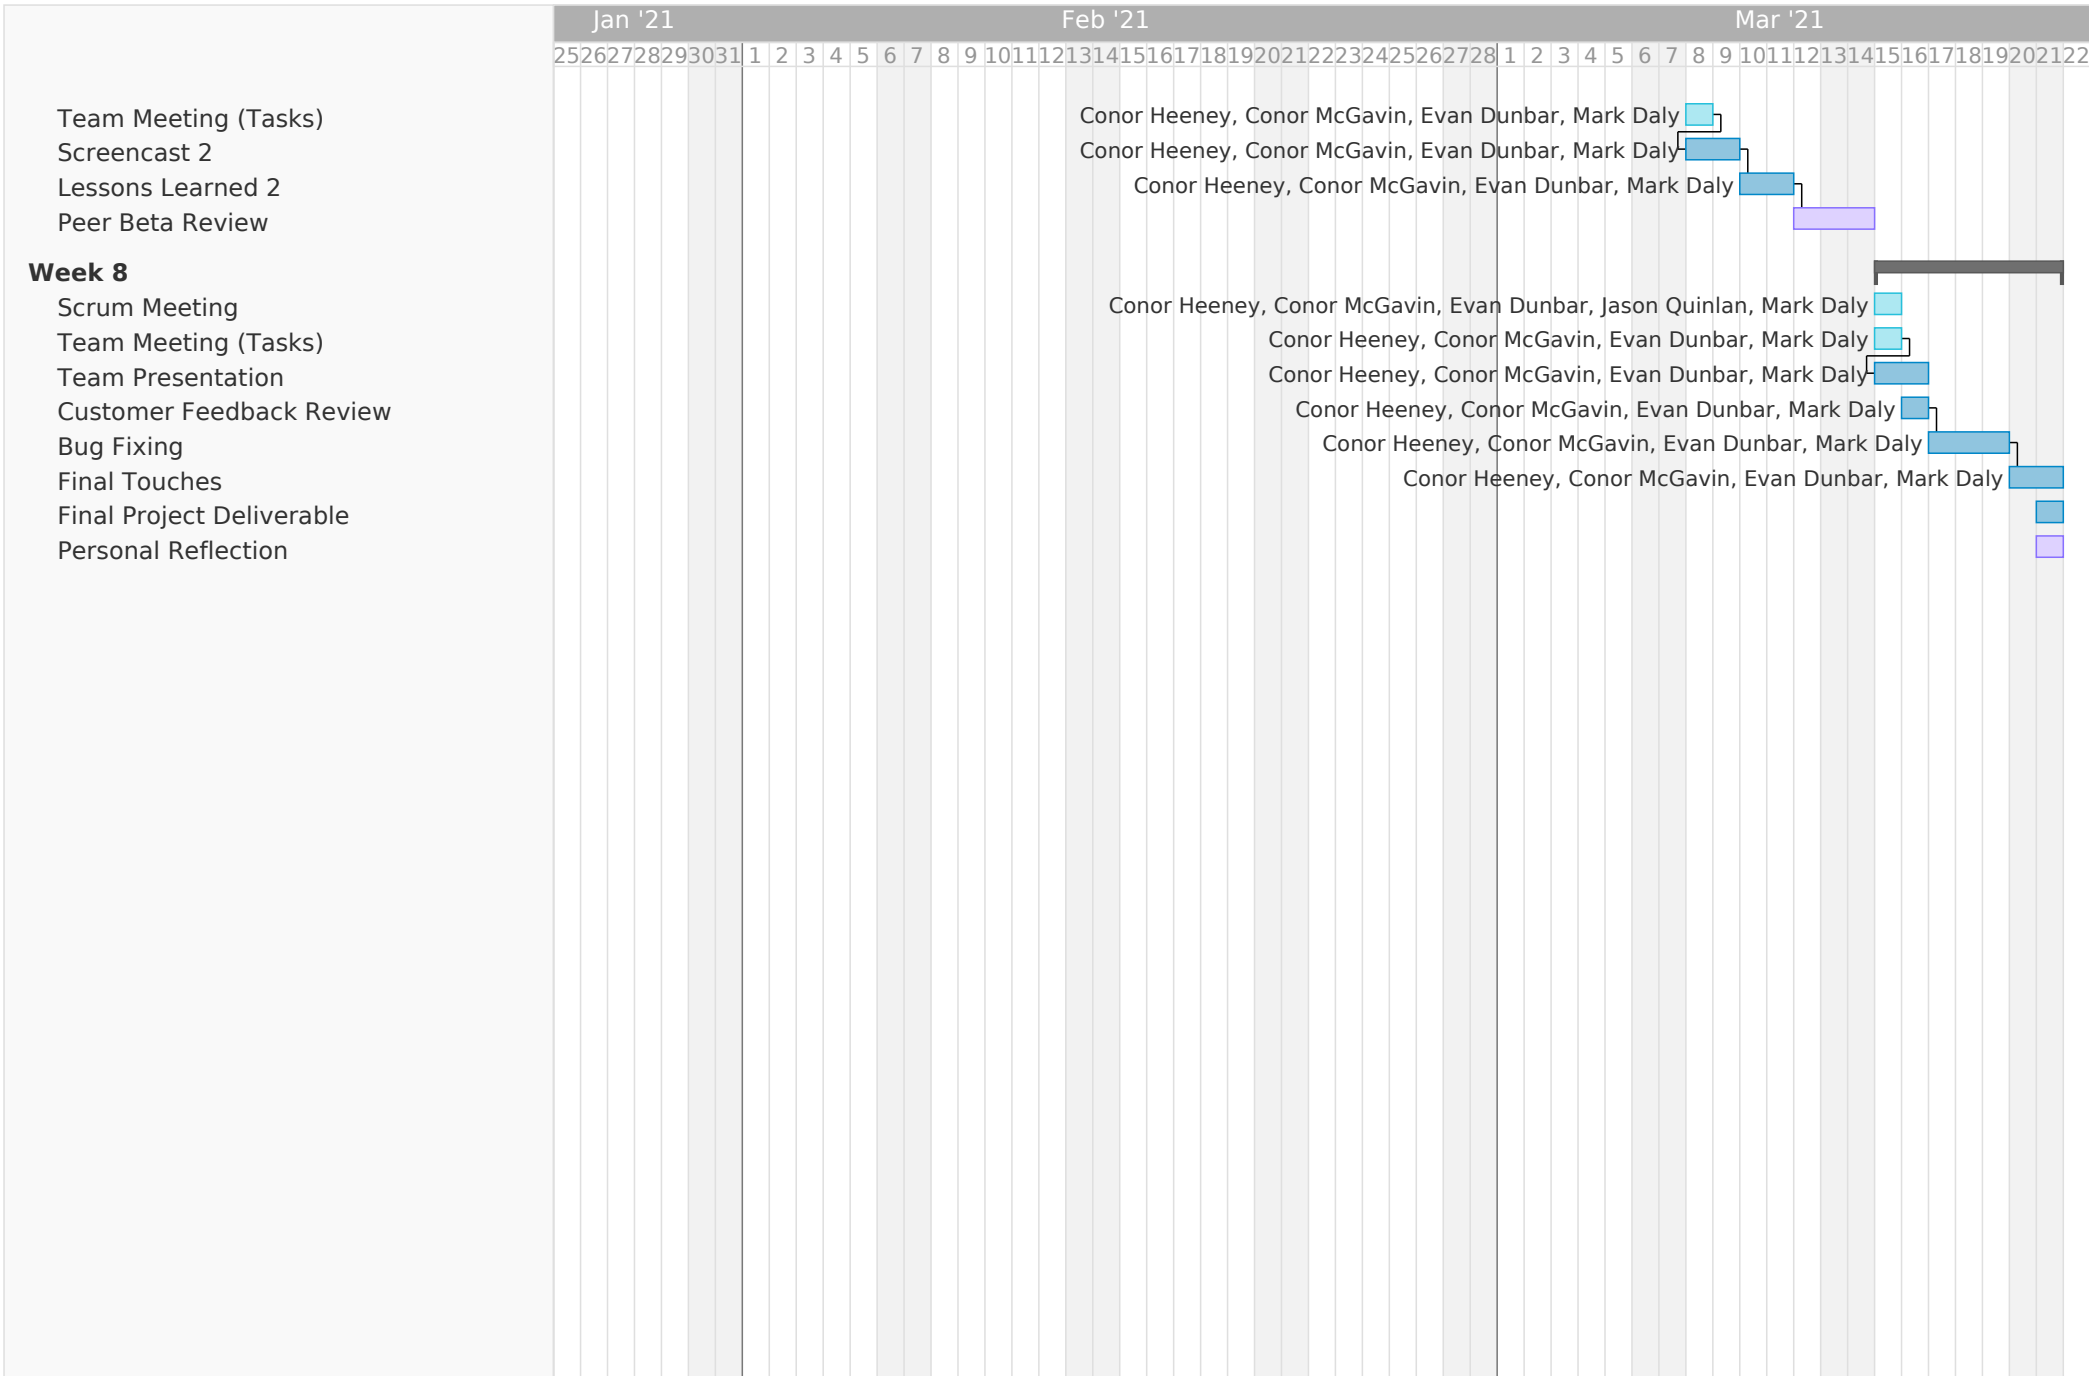 Jan '21 Feb '21 Mar '21
25 26 27 28 29 30 31 1 2 3 4 5 6 7 8 9 10 11 12 13 14 15 16 17 18 19 20 21 22 23 24 25 26 27 28 1 2 3 4 5 6 7 8 9 10 11 12 13 14 15 16 17 18 19 20 21 22
Team Meeting (Tasks) Conor Heeney, Conor McGavin, Evan Dunbar, Mark Daly
Screencast 2 Conor Heeney, Conor McGavin, Evan Dunbar, Mark Daly
Lessons Learned 2 Conor Heeney, Conor McGavin, Evan Dunbar, Mark Daly
Peer Beta Review
Week 8
Scrum Meeting Conor Heeney, Conor McGavin, Evan Dunbar, Jason Quinlan, Mark Daly
Team Meeting (Tasks) Conor Heeney, Conor McGavin, Evan Dunbar, Mark Daly
Team Presentation Conor Heeney, Conor McGavin, Evan Dunbar, Mark Daly
Customer Feedback Review Conor Heeney, Conor McGavin, Evan Dunbar, Mark Daly
Bug Fixing Conor Heeney, Conor McGavin, Evan Dunbar, Mark Daly
Final Touches Conor Heeney, Conor McGavin, Evan Dunbar, Mark Daly
Final Project Deliverable
Personal Reflection